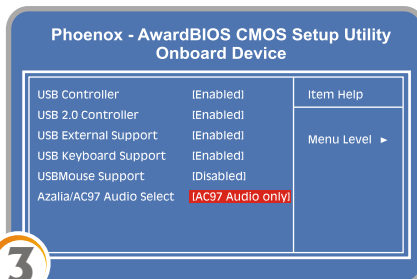 Phoenox - AwardBIOS CMOS Setup Utility
Onboard Device
USB Controller [Enabled]
USB 2.0 Controller [Enabled]
USB External Support [Enabled]
USB Keyboard Support [Enabled]
USBMouse Support [Disabled]
Azalia/AC97 Audio Select [AC97 Audio only]
Item Help
Menu Level ►
3